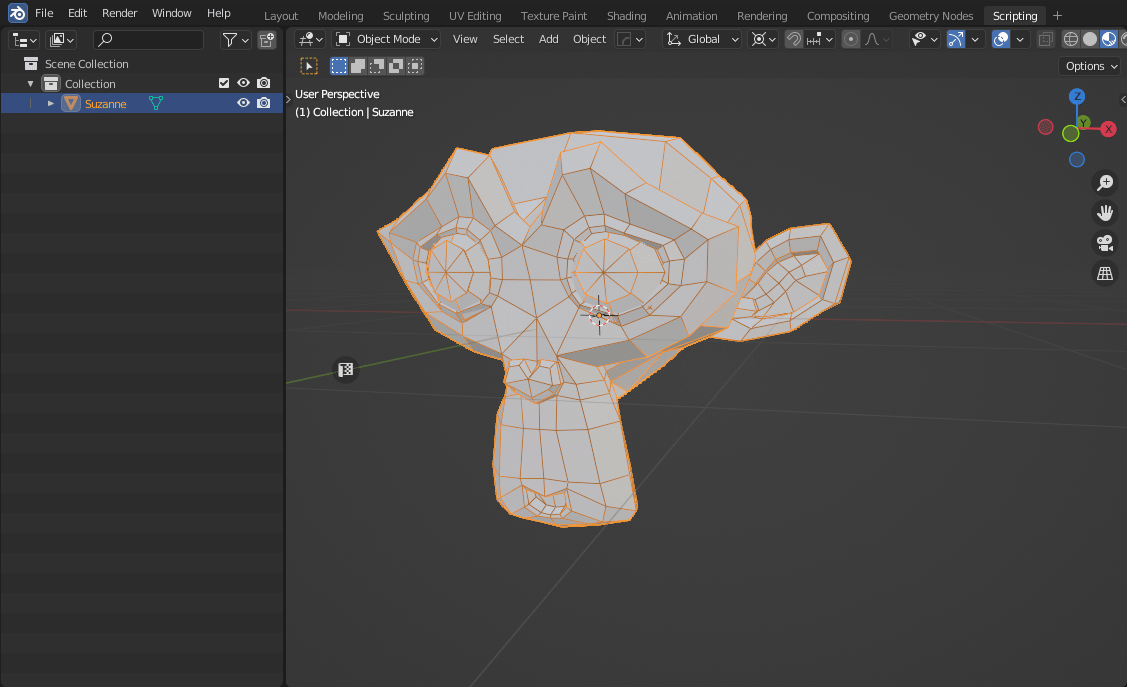 File Edit Render Window Help Layout Modeling Sculpting UV Editing Texture Paint Shading Animation Rendering Compositing Geometry Nodes Scripting
Object Mode View Select Add Object Global
Options
Scene Collection
Collection
Suzanne
User Perspective
(1) Collection | Suzanne
Z
Y
X